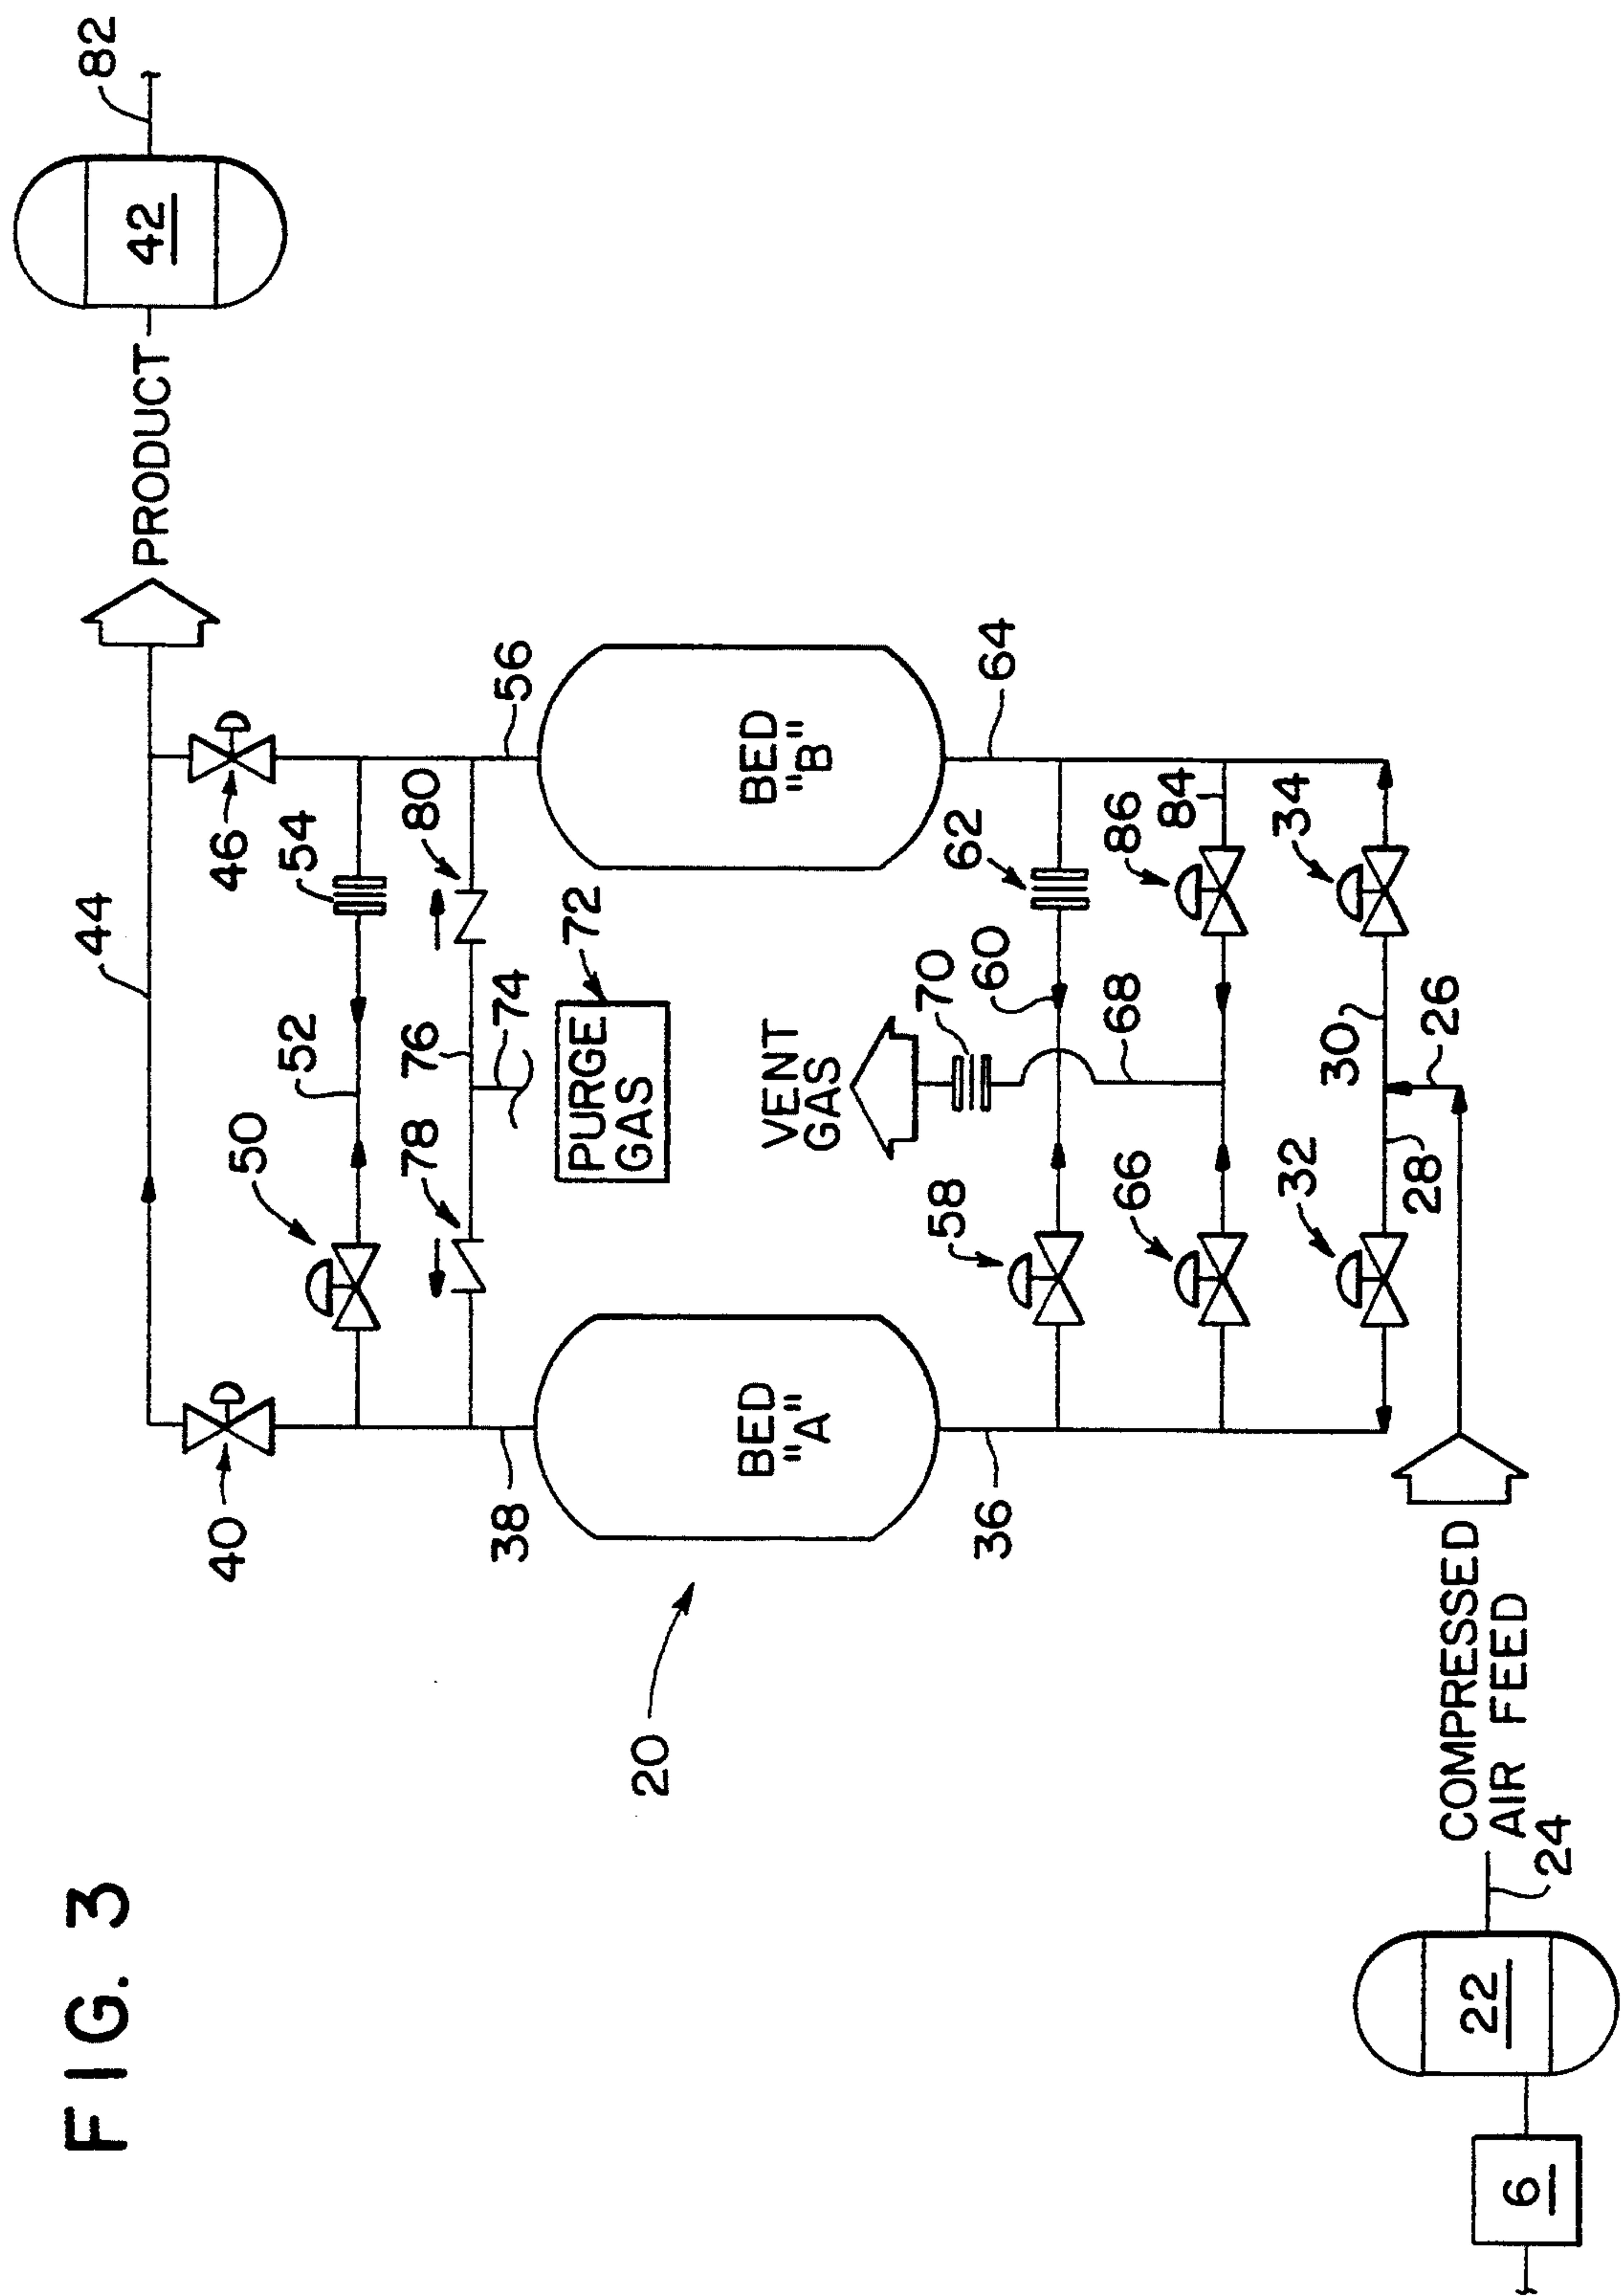 FIG. 3
44
PRODUCT
42
82
40
46
50
52
54
38
78
76
74
80
56
PURGE
GAS
72
20
BED
"A"
BED
"B"
VENT
GAS
70
60
62
36
58
64
66
68
86
84
32
28
30
26
34
COMPRESSED
AIR FEED
24
22
6